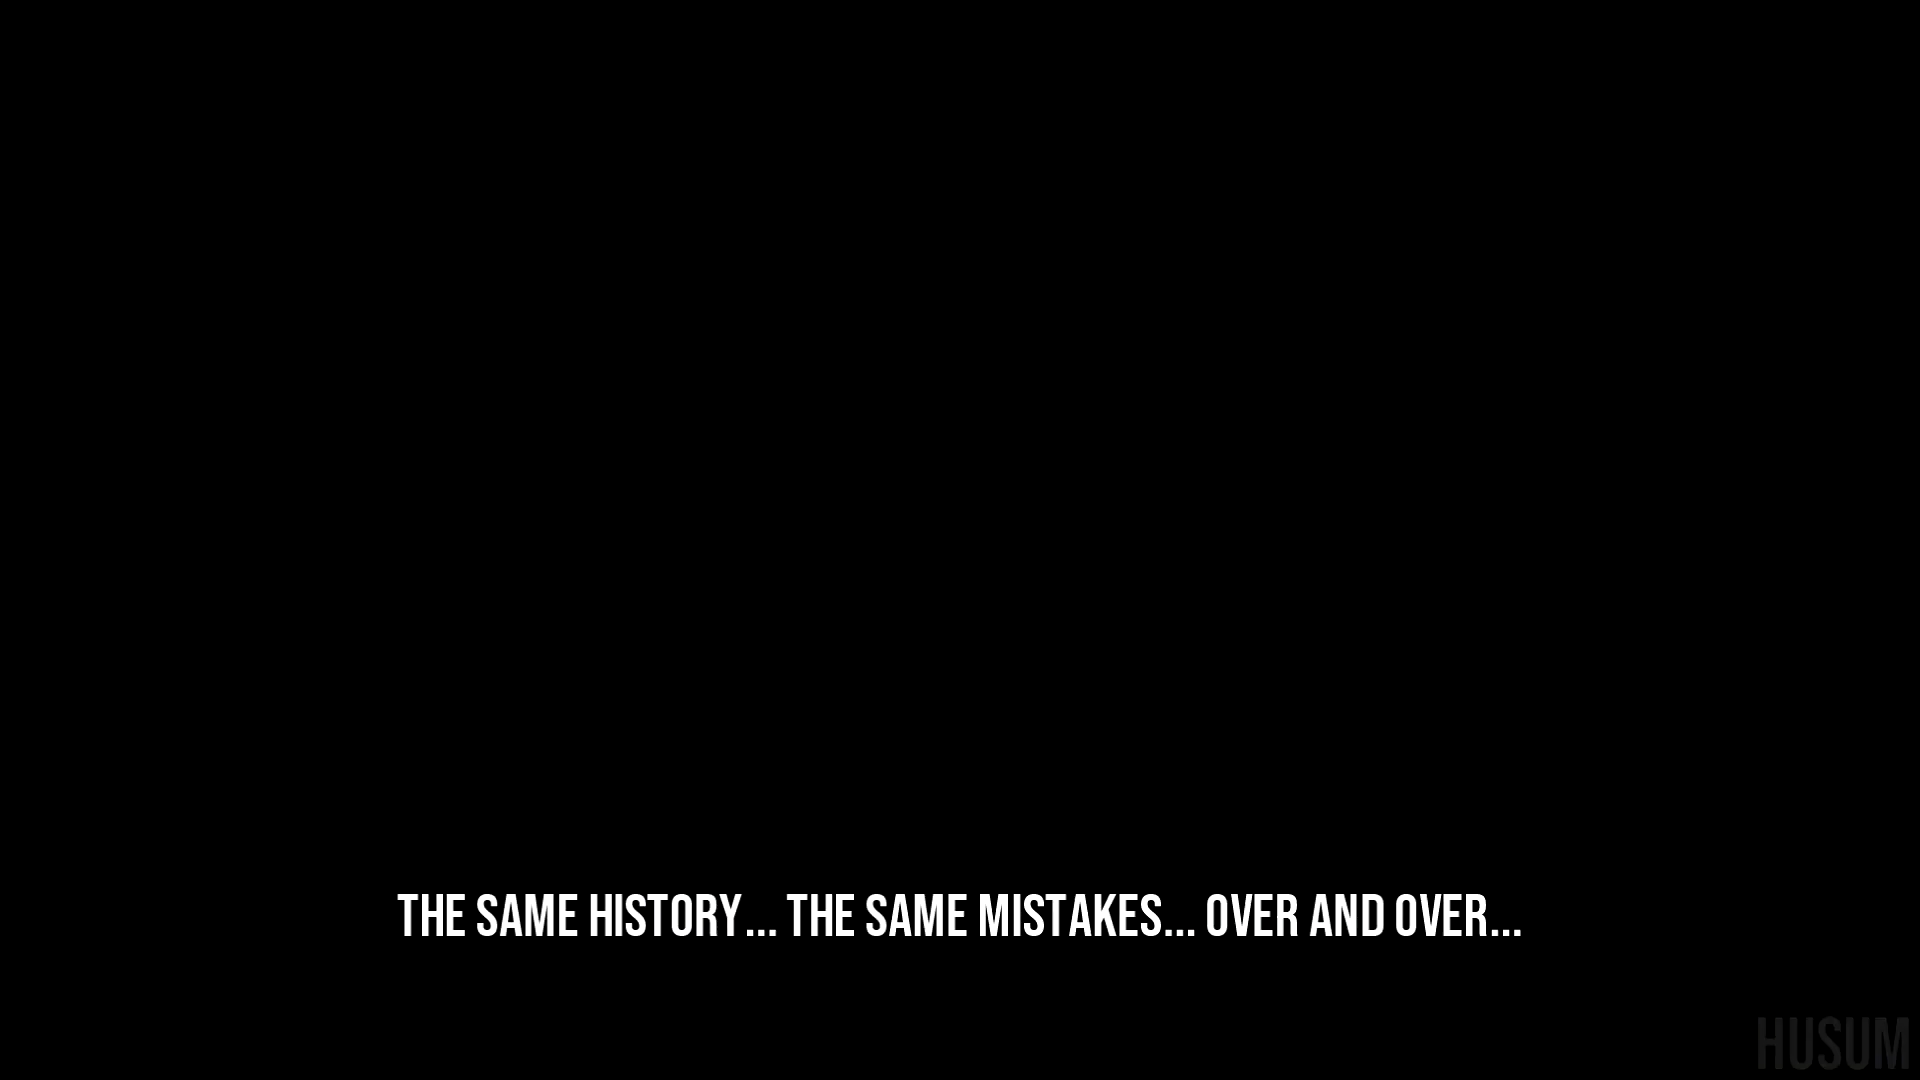 THE SAME HISTORY... THE SAME MISTAKES... OVER AND OVER...
HUSUM